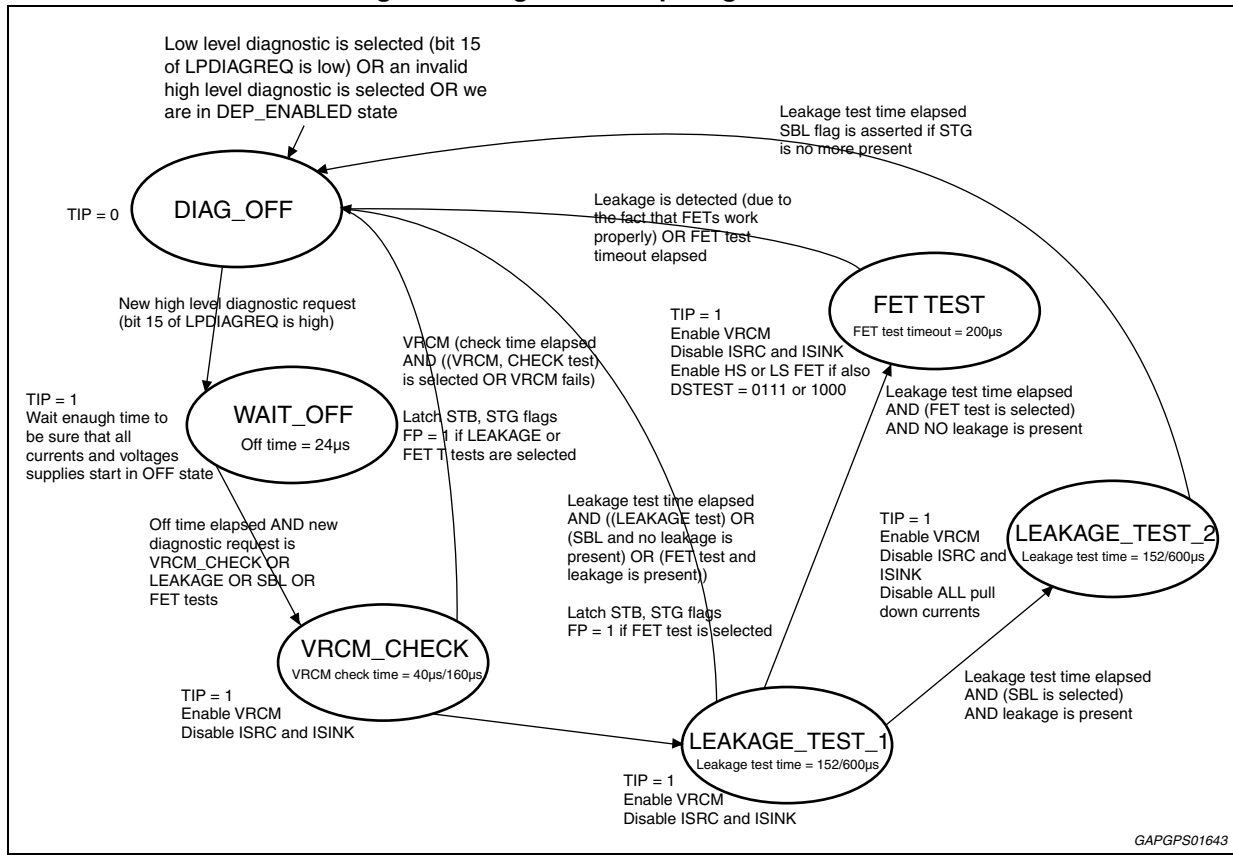 Low level diagnostic is selected (bit 15
of LPDIAGREQ is low) OR an invalid
high level diagnostic is selected OR we
are in DEP_ENABLED state
Leakage test time elapsed
SBL flag is asserted if STG
is no more present
TIP = 0
DIAG_OFF
Leakage is detected (due to
the fact that FETs work
properly) OR FET test
timeout elapsed
New high level diagnostic request
(bit 15 of LPDIAGREQ is high)
TIP = 1
Enable VRCM
Disable ISRC and ISINK
Enable HS or LS FET if also
DSTEST = 0111 or 1000
FET TEST
FET test timeout = 200µs
VRCM (check time elapsed
AND ((VRCM, CHECK test)
is selected OR VRCM fails)
Latch STB, STG flags
FP = 1 if LEAKAGE or
FET T tests are selected
TIP = 1
Wait enaugh time to
be sure that all
currents and voltages
supplies start in OFF state
WAIT_OFF
Off time = 24µs
Leakage test time elapsed
AND (FET test is selected)
AND NO leakage is present
Off time elapsed AND new
diagnostic request is
VRCM_CHECK OR
LEAKAGE OR SBL OR
FET tests
Leakage test time elapsed
AND ((LEAKAGE test) OR
(SBL and no leakage is
present) OR (FET test and
leakage is present))
Latch STB, STG flags
FP = 1 if FET test is selected
TIP = 1
Enable VRCM
Disable ISRC and
ISINK
Disable ALL pull
down currents
LEAKAGE_TEST_2
Leakage test time = 152/600µs
VRCM_CHECK
VRCM check time = 40µs/160µs
TIP = 1
Enable VRCM
Disable ISRC and ISINK
Leakage test time elapsed
AND (SBL is selected)
AND leakage is present
LEAKAGE_TEST_1
Leakage test time = 152/600µs
TIP = 1
Enable VRCM
Disable ISRC and ISINK
GAPGPS01643